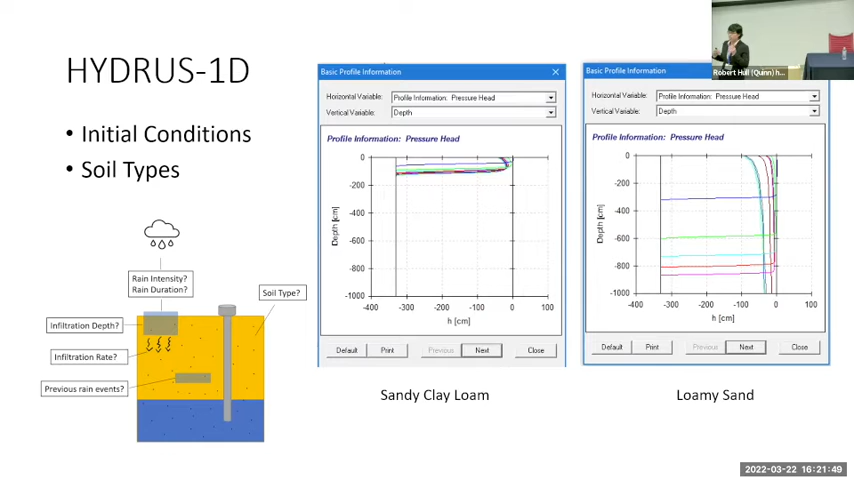 HYDRUS-1D
• Initial Conditions
• Soil Types
Rain Intensity?
Rain Duration?
Soil Type?
Infiltration Depth?
Infiltration Rate?
Previous rain events?
Basic Profile Information
Horizontal Variable: Profile Information: Pressure Head
Vertical Variable: Depth
Profile Information: Pressure Head
0
-200
-400
-600
-800
-1000
Depth [cm]
-400 -300 -200 -100 0 100
h [cm]
Default Print Previous Next Close
Sandy Clay Loam
Basic Profile Information
Horizontal Variable: Profile Information: Pressure Head
Vertical Variable: Depth
Profile Information: Pressure Head
0
-200
-400
-600
-800
-1000
Depth [cm]
-400 -300 -200 -100 0 100
h [cm]
Default Print Previous Next Close
Loamy Sand
Robert Hull (Quinn) h...
2022-03-22 16:21:49